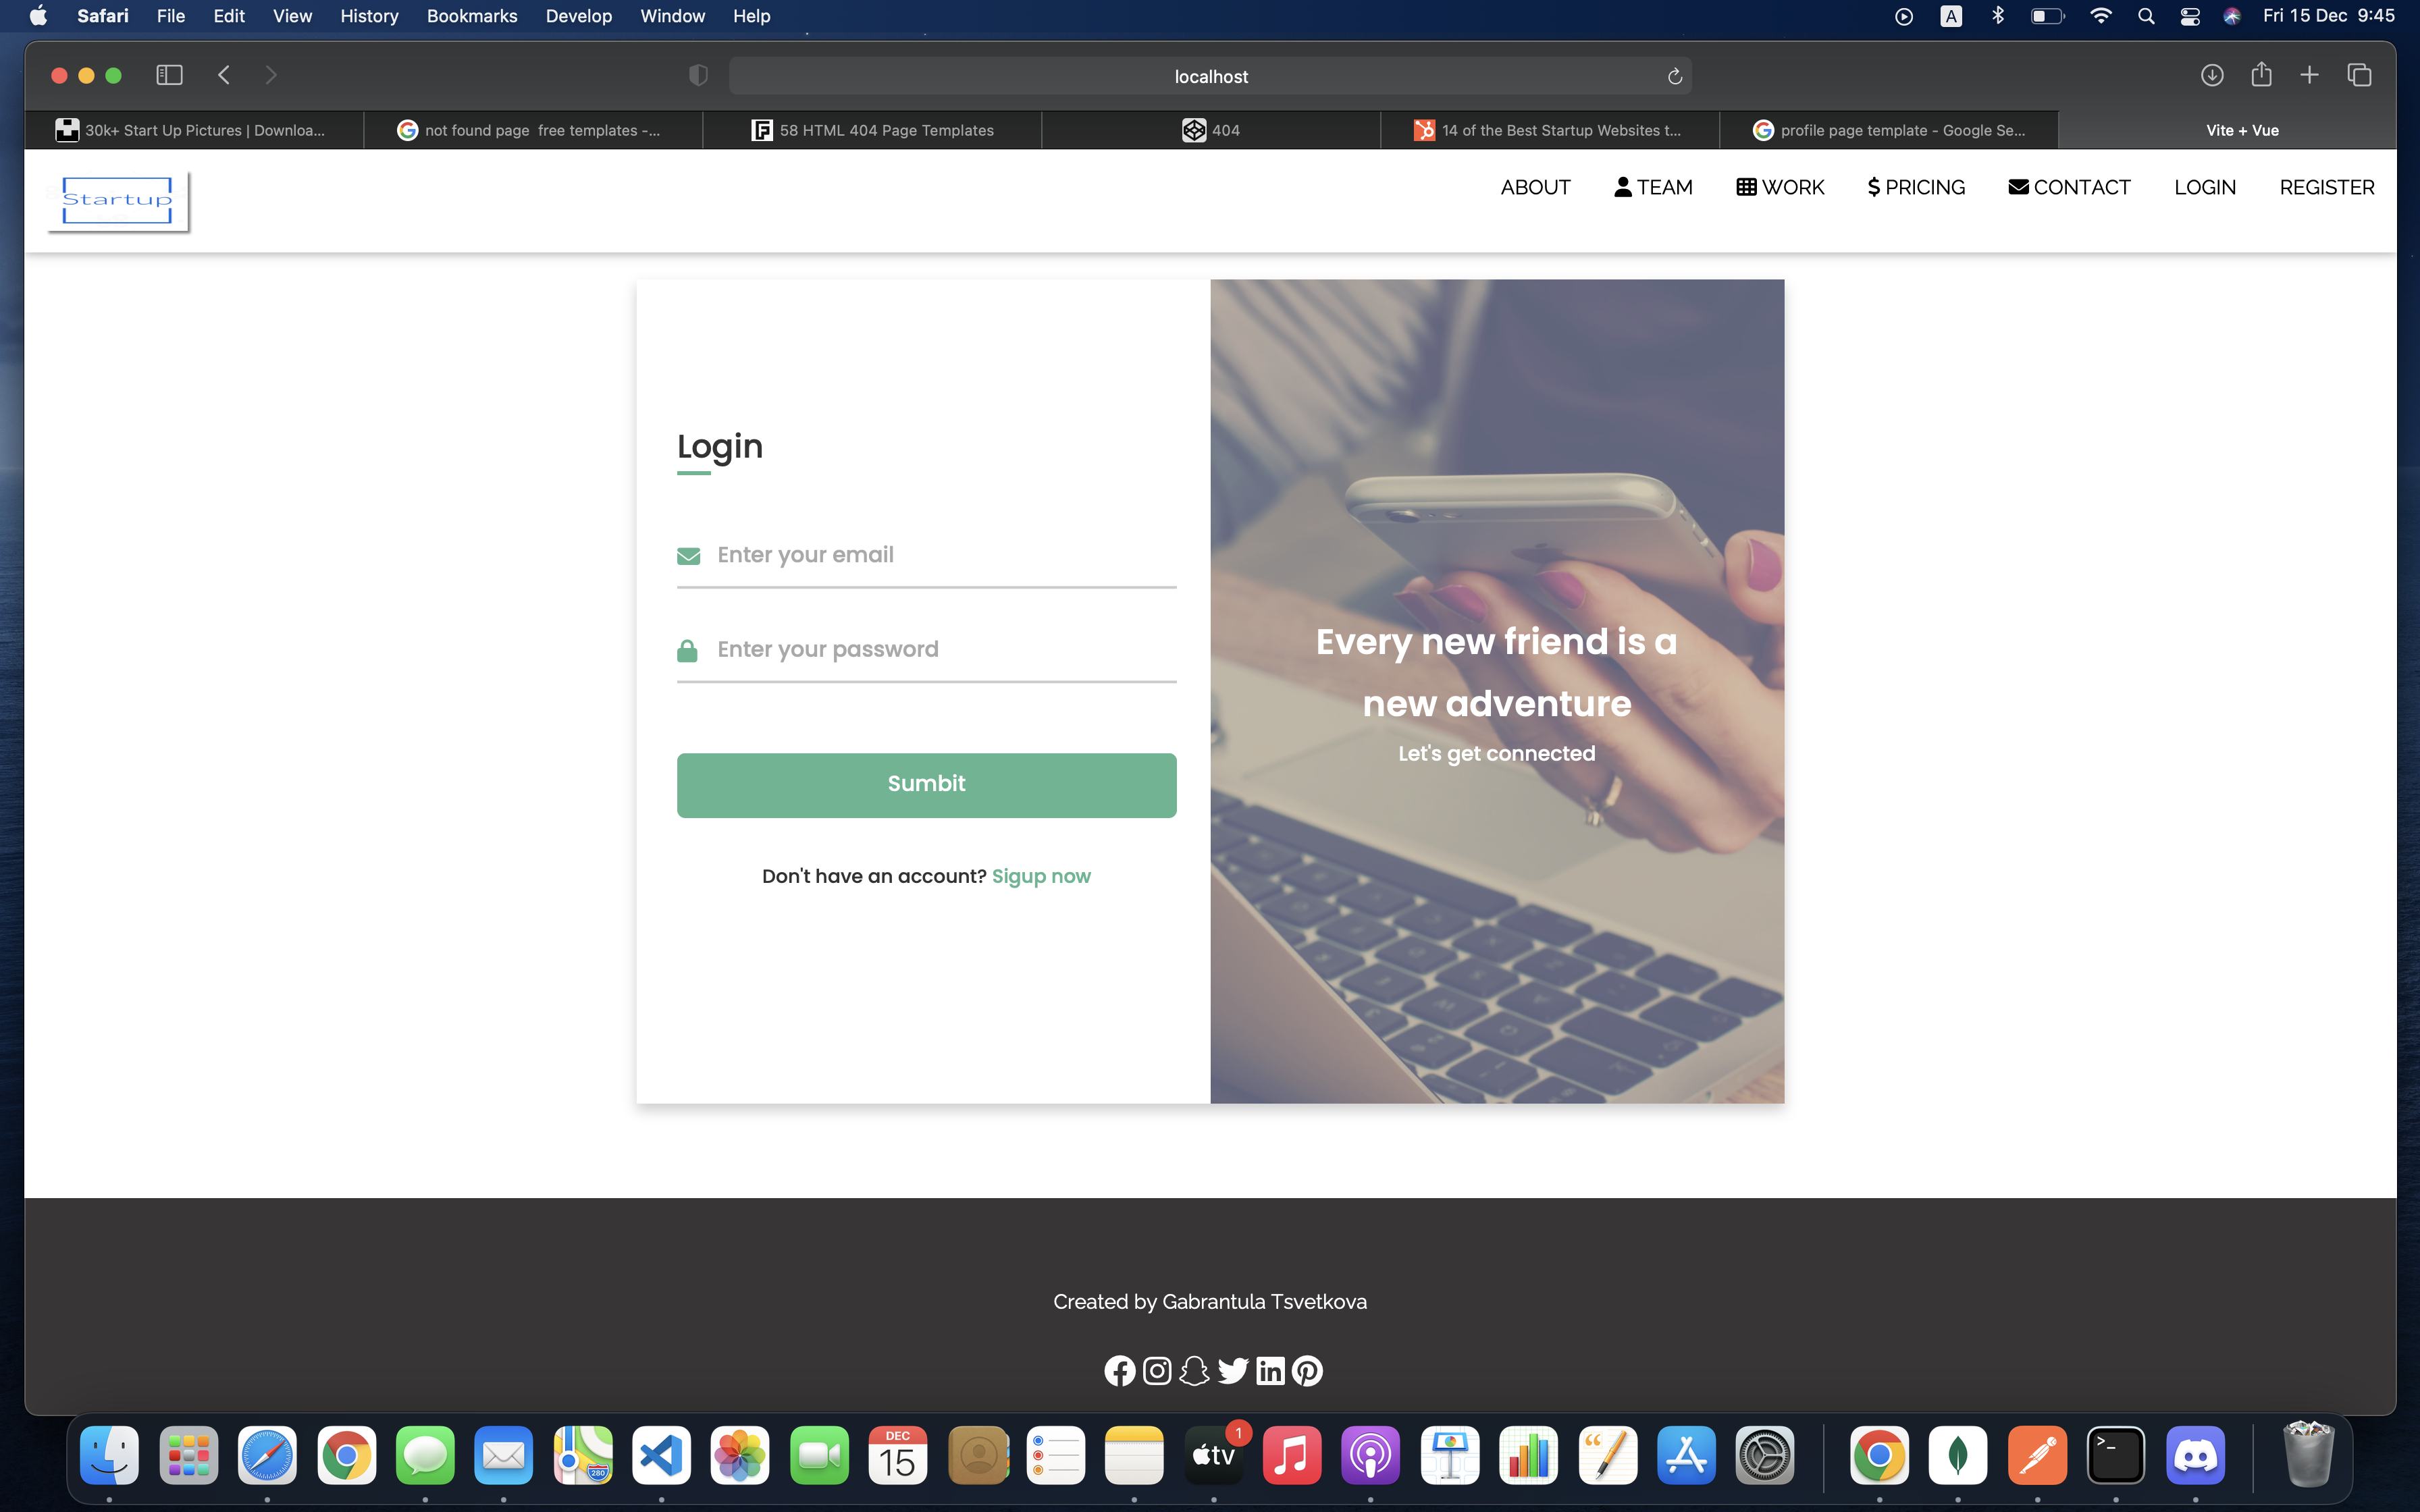 Safari File Edit View History Bookmarks Develop Window Help
A Fri 15 Dec 9:45
localhost
30k+ Start Up Pictures | Downloa...
not found page free templates -...
58 HTML 404 Page Templates
404
14 of the Best Startup Websites t...
profile page template - Google Se...
Vite + Vue
Startup
ABOUT TEAM WORK PRICING CONTACT LOGIN REGISTER
Login
Enter your email
Enter your password
Sumbit
Don't have an account? Sigup now
Every new friend is a
new adventure
Let's get connected
Created by Gabrantula Tsvetkova
280
DEC
15
tv
1
>_